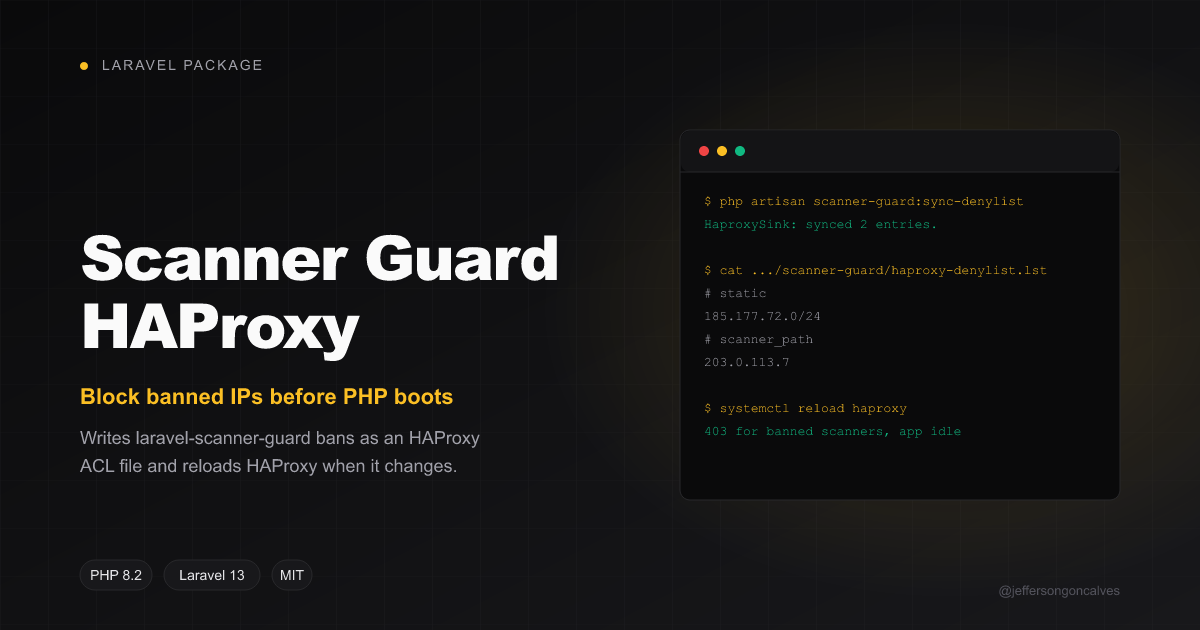 LARAVEL PACKAGE
Scanner Guard
HAProxy
Block banned IPs before PHP boots
Writes laravel-scanner-guard bans as an HAProxy
ACL file and reloads HAProxy when it changes.
PHP 8.2
Laravel 13
MIT
$ php artisan scanner-guard:sync-denylist
HaproxySink: synced 2 entries.
$ cat .../scanner-guard/haproxy-denylist.lst
# static
185.177.72.0/24
# scanner_path
203.0.113.7
$ systemctl reload haproxy
403 for banned scanners, app idle
@jeffersongoncalves